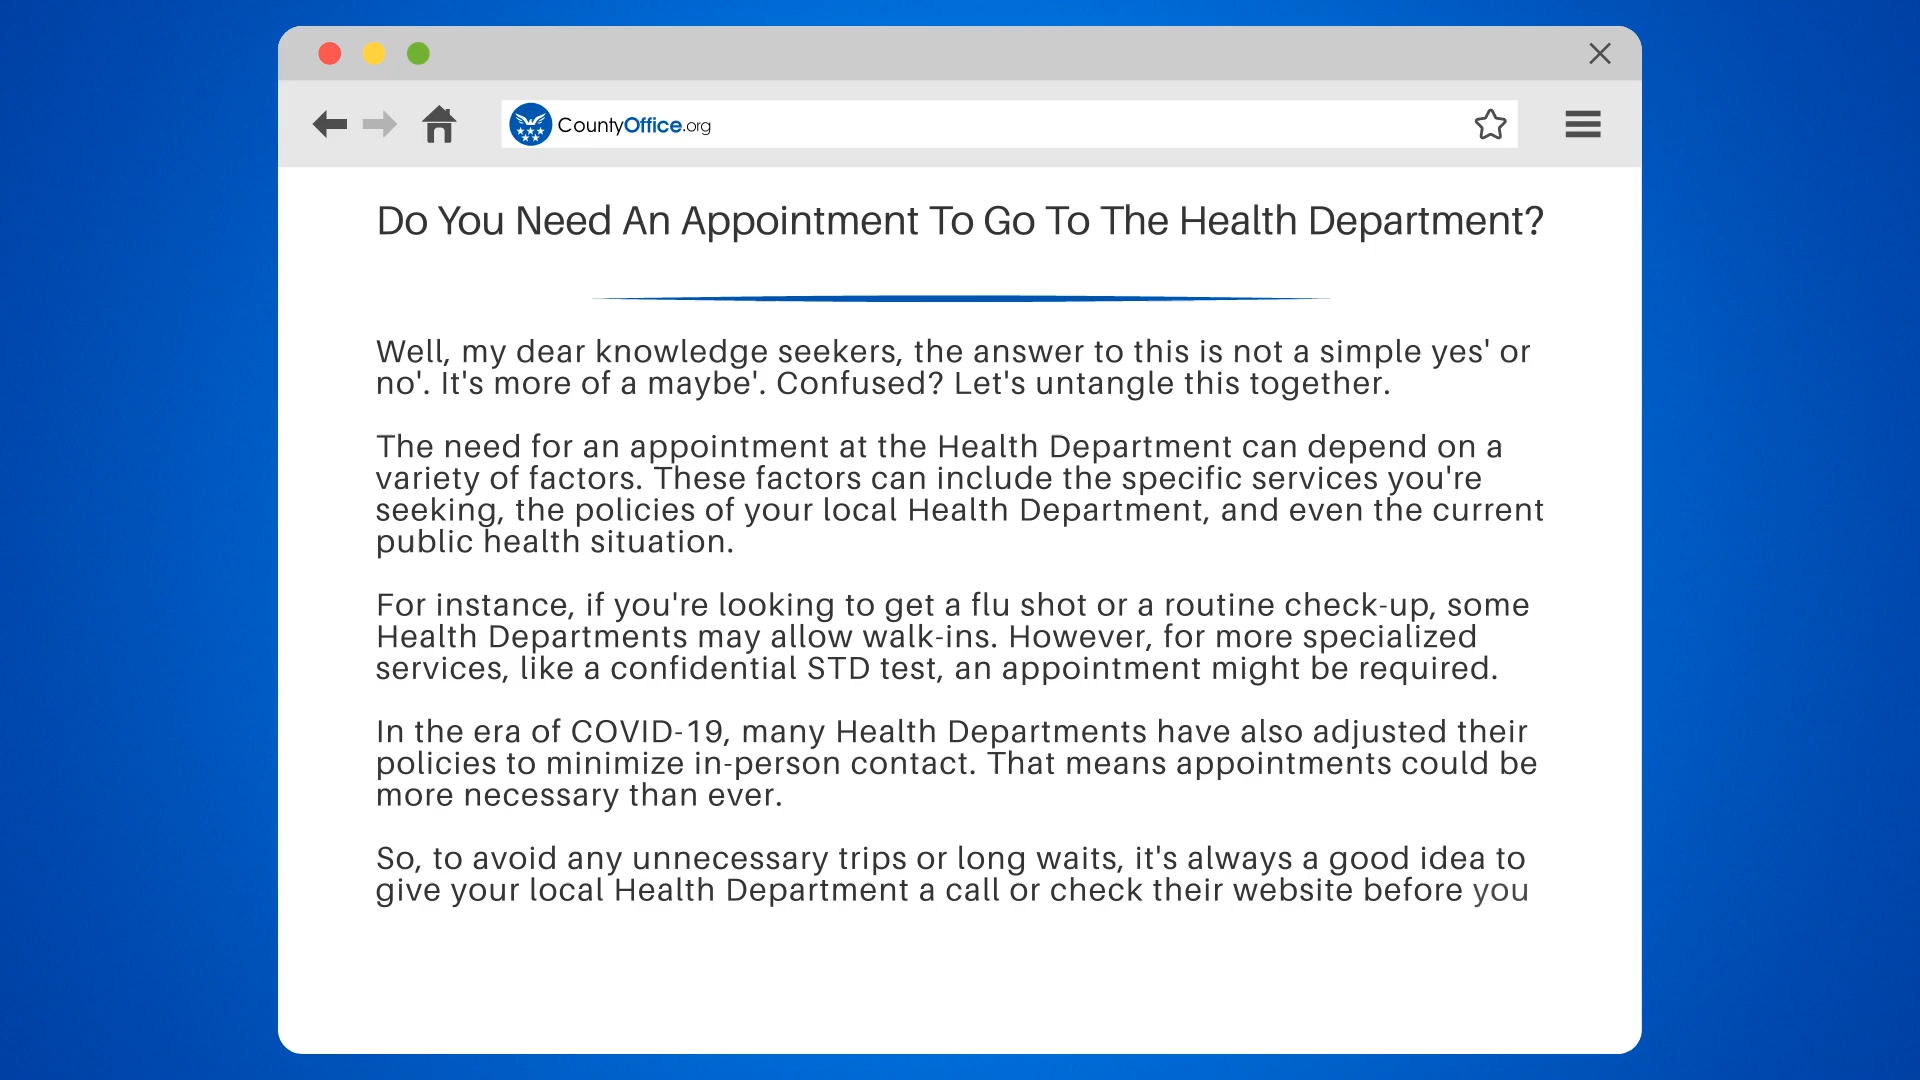 CountyOffice.org
Do You Need An Appointment To Go To The Health Department?
Well, my dear knowledge seekers, the answer to this is not a simple yes' or
no'. It's more of a maybe'. Confused? Let's untangle this together.
The need for an appointment at the Health Department can depend on a
variety of factors. These factors can include the specific services you're
seeking, the policies of your local Health Department, and even the current
public health situation.
For instance, if you're looking to get a flu shot or a routine check-up, some
Health Departments may allow walk-ins. However, for more specialized
services, like a confidential STD test, an appointment might be required.
In the era of COVID-19, many Health Departments have also adjusted their
policies to minimize in-person contact. That means appointments could be
more necessary than ever.
So, to avoid any unnecessary trips or long waits, it's always a good idea to
give your local Health Department a call or check their website before you